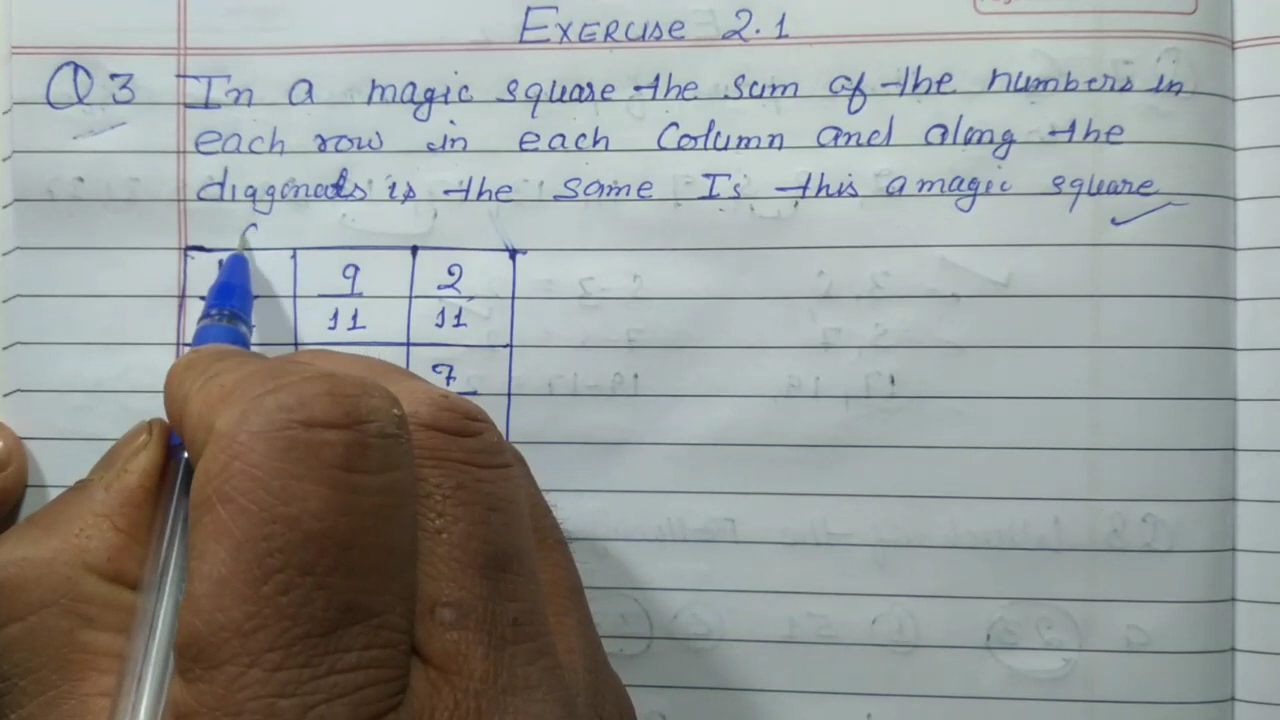 EXERCISE 2.1
Q 3 In a magic square the sum of the numbers in
each row in each Column and along the
diagonals is the same Is this a magic square
9 2
11 11
7